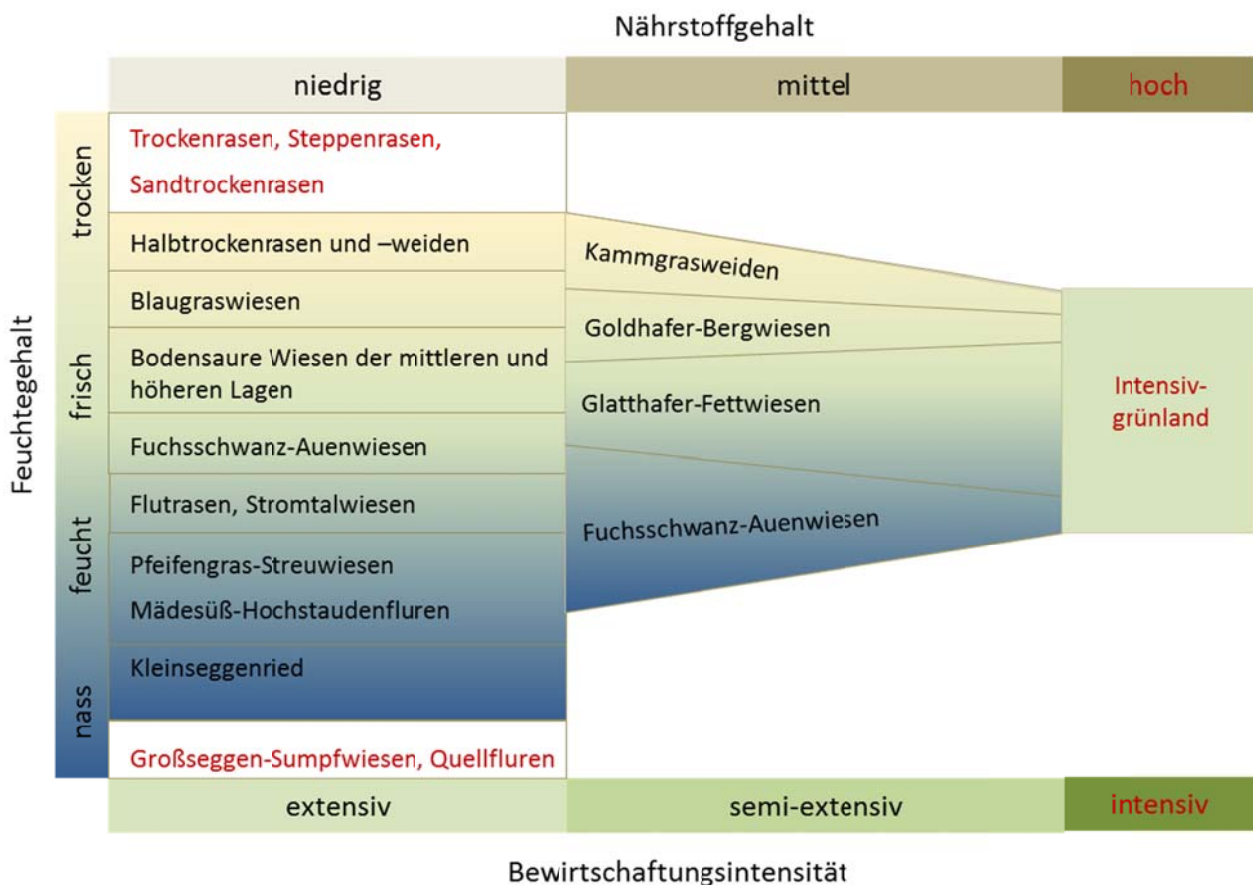 Nährstoffgehalt
niedrig
mittel
hoch
Feuchtegehalt
trocken
frisch
feucht
nass
Trockenrasen, Steppenrasen,
Sandtrockenrasen
Halbtrockenrasen und –weiden
Blaugraswiesen
Bodensaure Wiesen der mittleren und
höheren Lagen
Fuchsschwanz-Auenwiesen
Flutrasen, Stromtalwiesen
Pfeifengras-Streuwiesen
Mädesüß-Hochstaudenfluren
Kleinseggenried
Großseggen-Sumpfwiesen, Quellfluren
Kammgrasweiden
Goldhafer-Bergwiesen
Glatthafer-Fettwiesen
Fuchsschwanz-Auenwiesen
Intensiv-
grünland
extensiv
semi-extensiv
intensiv
Bewirtschaftungsintensität